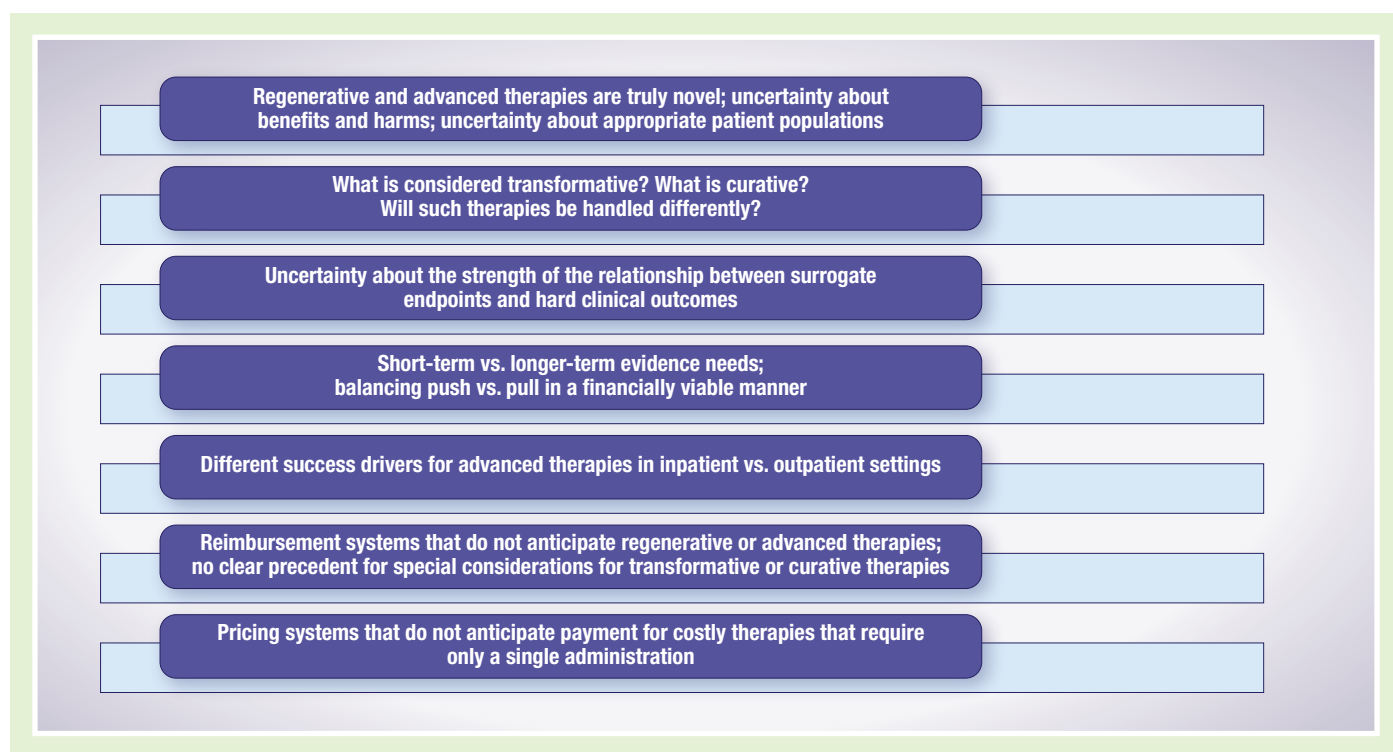 Regenerative and advanced therapies are truly novel; uncertainty about
benefits and harms; uncertainty about appropriate patient populations
What is considered transformative? What is curative?
Will such therapies be handled differently?
Uncertainty about the strength of the relationship between surrogate
endpoints and hard clinical outcomes
Short-term vs. longer-term evidence needs;
balancing push vs. pull in a financially viable manner
Different success drivers for advanced therapies in inpatient vs. outpatient settings
Reimbursement systems that do not anticipate regenerative or advanced therapies;
no clear precedent for special considerations for transformative or curative therapies
Pricing systems that do not anticipate payment for costly therapies that require
only a single administration